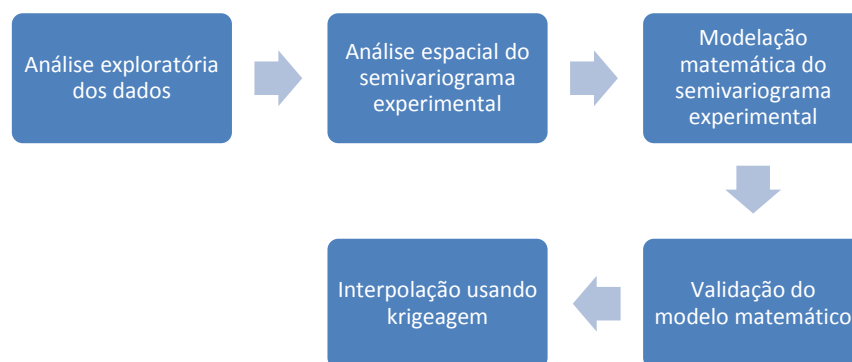 Análise exploratória
dos dados
Análise espacial do
semivariograma
experimental
Modelação
matemática do
semivariograma
experimental
Validação do
modelo matemático
Interpolação usando
krigeagem